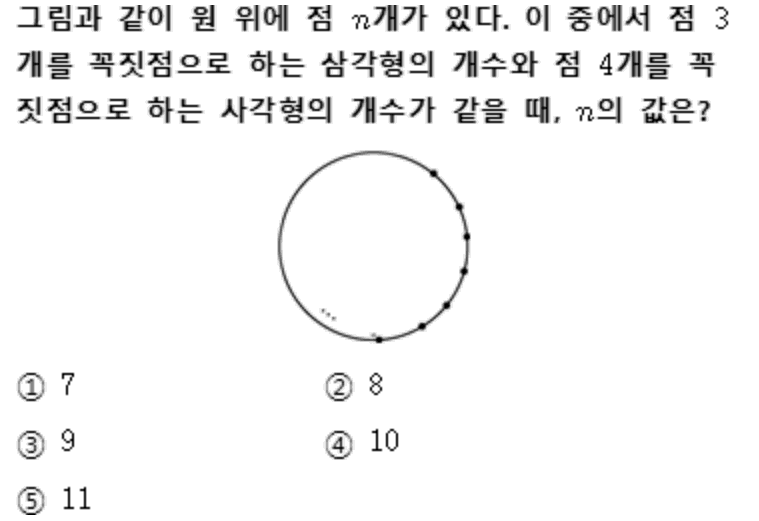 그림과 같이 원 위에 점 n개가 있다. 이 중에서 점 3
개를 꼭짓점으로 하는 삼각형의 개수와 점 4개를 꼭
짓점으로 하는 사각형의 개수가 같을 때, n의 값은?
① 7 ② 8
③ 9 ④ 10
⑤ 11